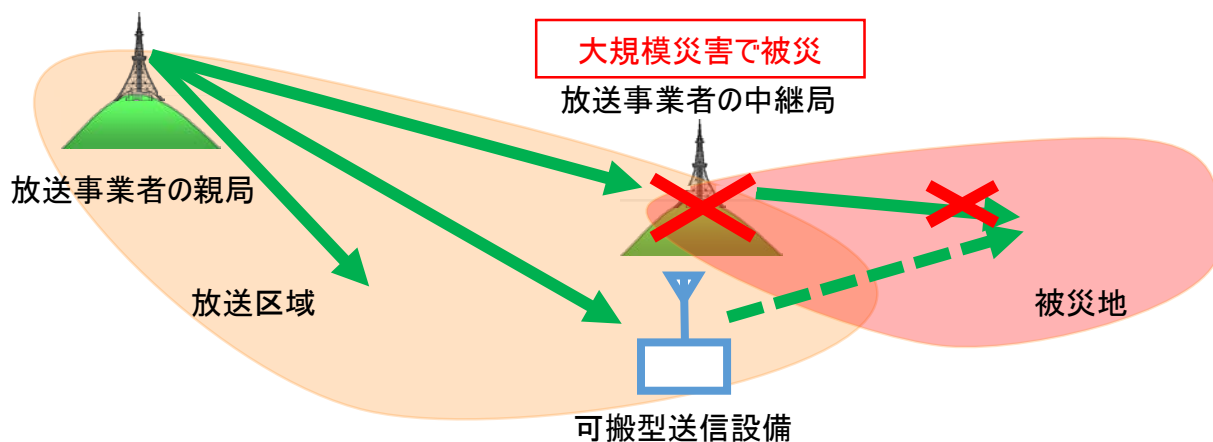 大規模災害で被災
放送事業者の中継局
放送事業者の親局
放送区域
被災地
可搬型送信設備